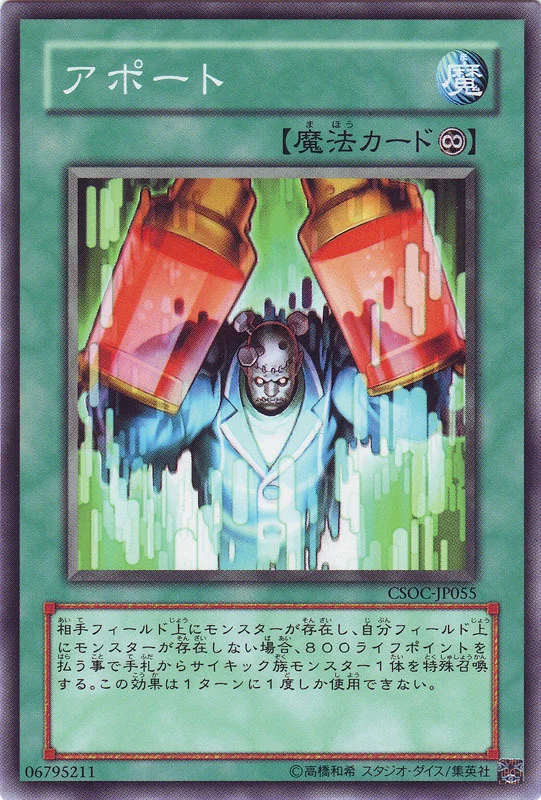 アポート
魔
【魔法カード∞】
CSOC-JP055
相手フィールド上にモンスターが存在し、自分フィールド上
にモンスターが存在しない場合、８００ライフポイントを
払う事で手札からサイキック族モンスター１体を特殊召喚
する。この効果は１ターンに１度しか使用できない。
06795211
©高橋和希 スタジオ・ダイス/集英社